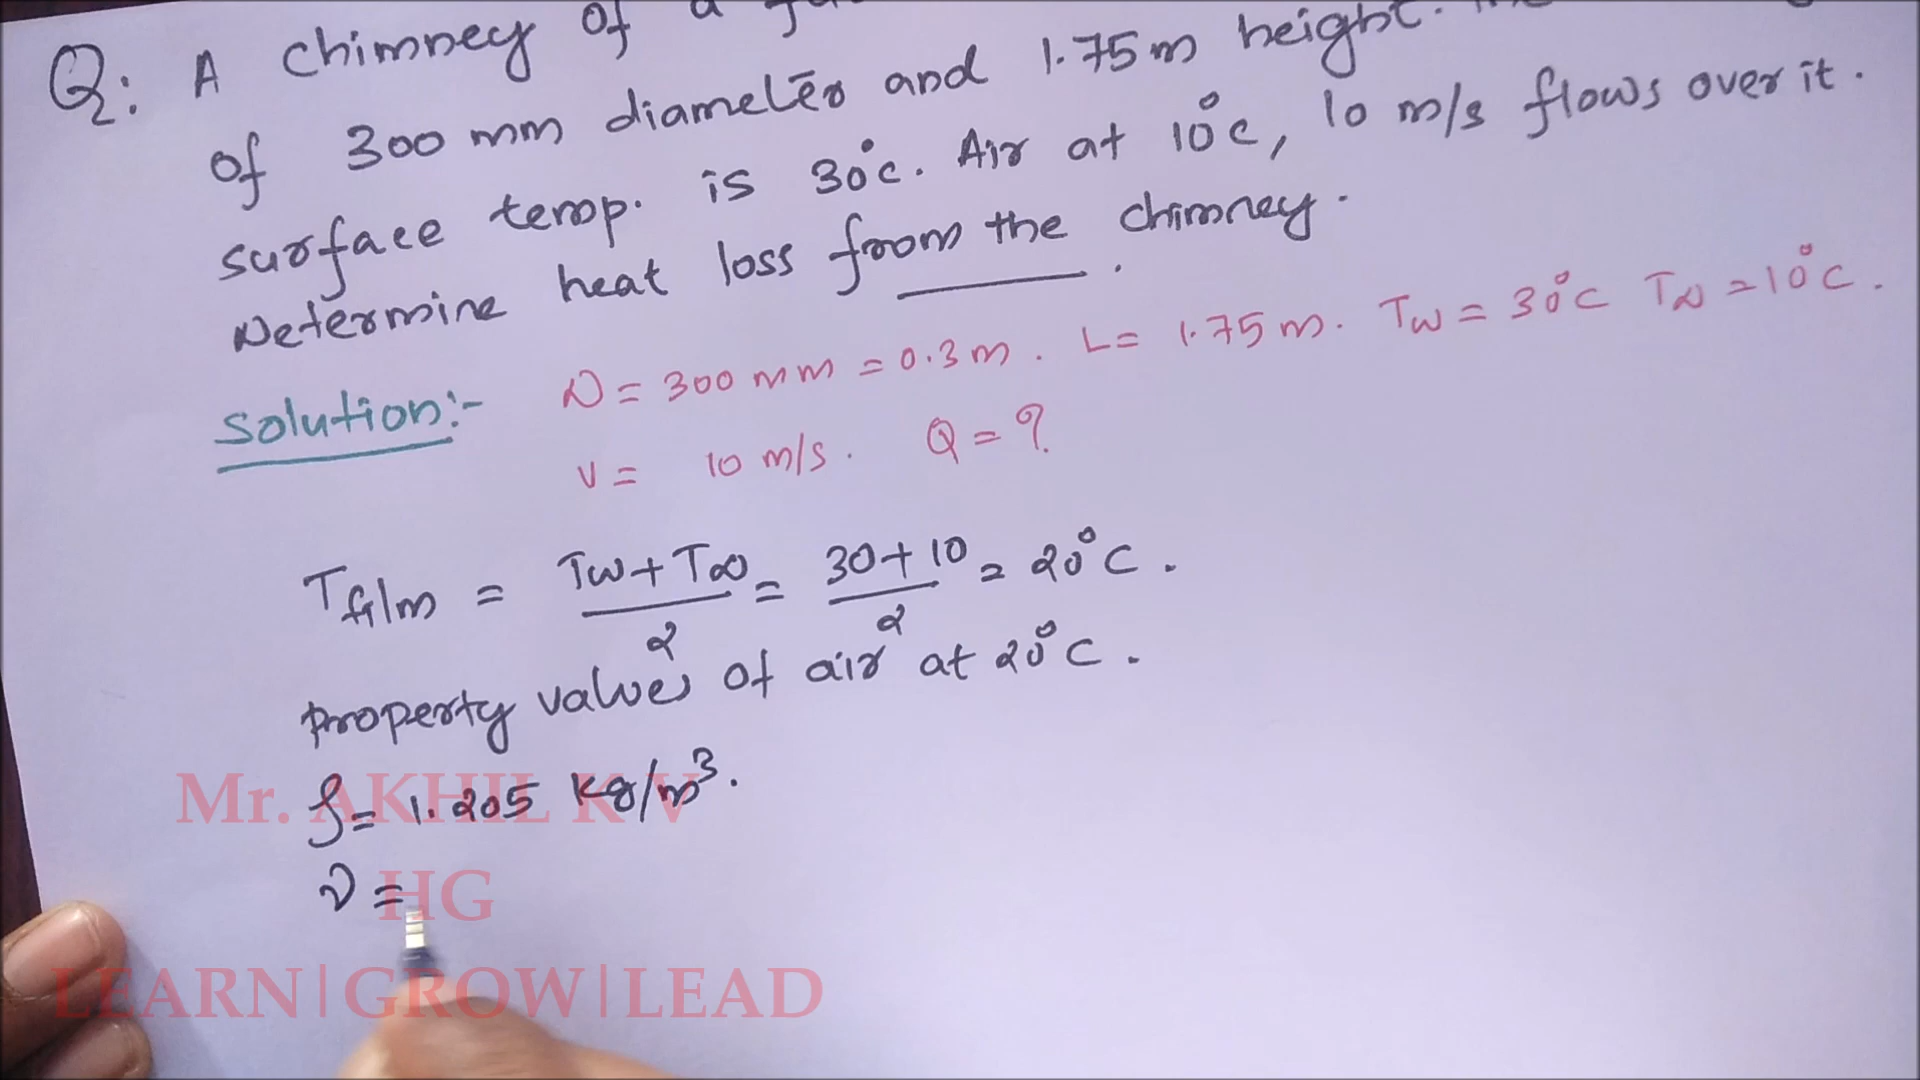 Q: A chimney of a
of 300 mm diameter and 1.75 m height.
surface temp. is 30°c. Air at 10°c, 10 m/s flows over it.
Determine heat loss from the chimney.
solution:- D = 300 mm = 0.3 m. L = 1.75 m. Tw = 30°C T∞ = 10°C.
V = 10 m/s. Q = ?
Tfilm = Tw + T∞ / 2 = 30 + 10 / 2 = 20°C.
Property values of air at 20°C.
ρ = 1.205 kg/m³.
ν =
Mr. AKHIL K V
HG
LEARN|GROW|LEAD